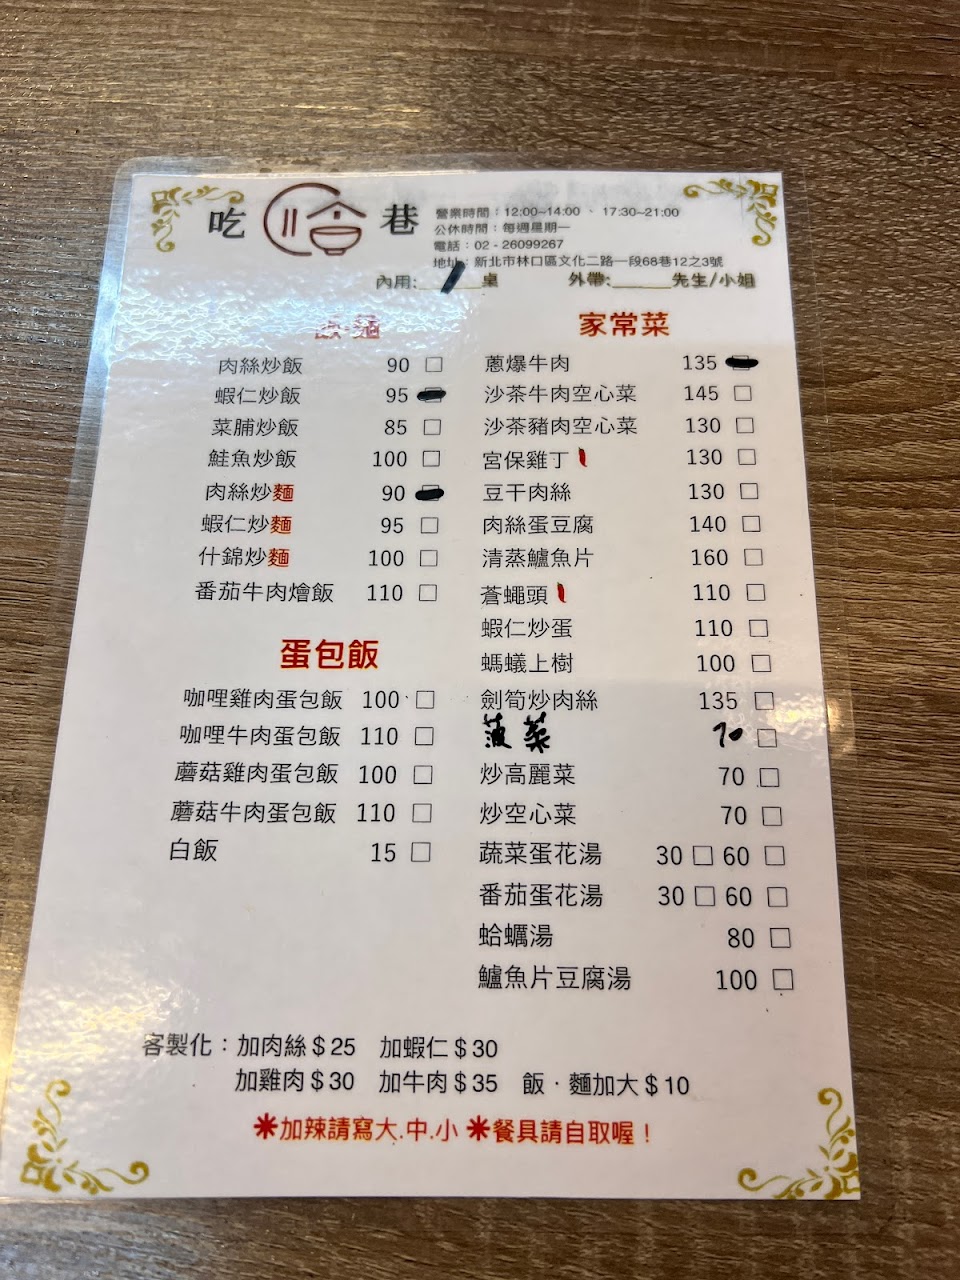 吃 巷
營業時間：12:00~14:00 、 17:30~21:00
公休時間：每週星期一
電話：02 - 26099267
地址：新北市林口區文化二路一段68巷12之3號
內用:______桌 外帶:______先生/小姐
飯·麵
肉絲炒飯 90 □
蝦仁炒飯 95
菜脯炒飯 85 □
鮭魚炒飯 100 □
肉絲炒麵 90
蝦仁炒麵 95 □
什錦炒麵 100 □
番茄牛肉燴飯 110 □
蛋包飯
咖哩雞肉蛋包飯 100 □
咖哩牛肉蛋包飯 110 □
蘑菇雞肉蛋包飯 100 □
蘑菇牛肉蛋包飯 110 □
白飯 15 □
家常菜
蔥爆牛肉 135
沙茶牛肉空心菜 145 □
沙茶豬肉空心菜 130 □
宮保雞丁 130 □
豆干肉絲 130 □
肉絲蛋豆腐 140 □
清蒸鱸魚片 160 □
蒼蠅頭 110 □
蝦仁炒蛋 110 □
螞蟻上樹 100 □
劍筍炒肉絲 135 □
菠菜 70 □
炒高麗菜 70 □
炒空心菜 70 □
蔬菜蛋花湯 30 □ 60 □
番茄蛋花湯 30 □ 60 □
蛤蠣湯 80 □
鱸魚片豆腐湯 100 □
客製化：加肉絲＄25 加蝦仁＄30
加雞肉＄30 加牛肉＄35 飯．麵加大＄10
＊加辣請寫大.中.小 ＊餐具請自取喔！